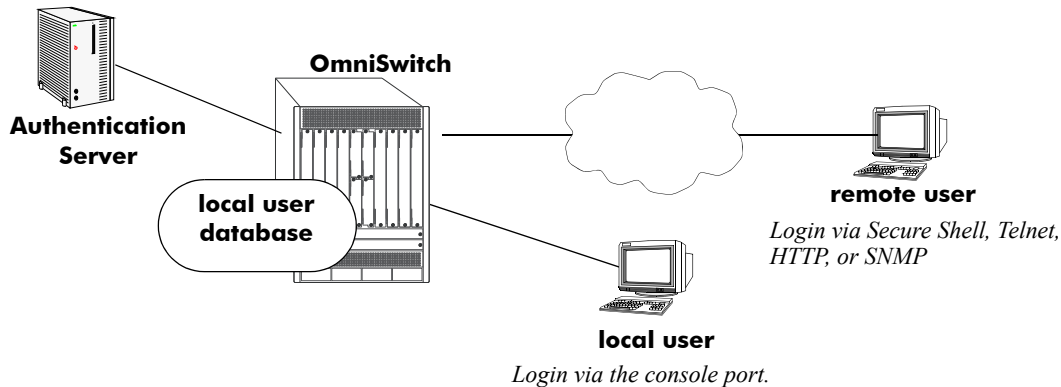 OmniSwitch
Authentication
Server
local user
database
remote user
Login via Secure Shell, Telnet,
HTTP, or SNMP
local user
Login via the console port.